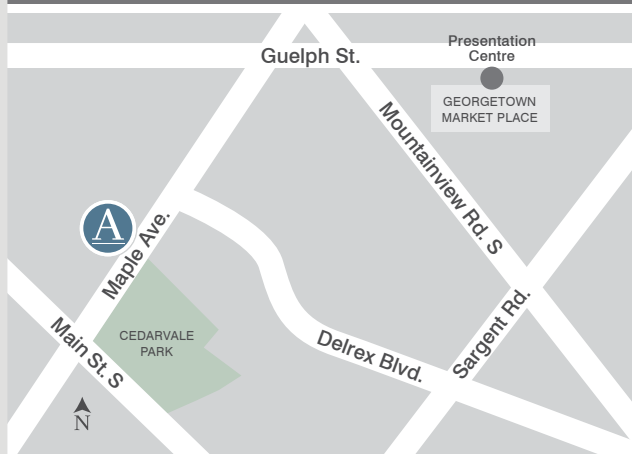 Presentation
Centre
Guelph St.
GEORGETOWN
MARKET PLACE
Mountainview Rd. S
A
Maple Ave.
Main St. S
CEDARVALE
PARK
Delrex Blvd.
Sargent Rd.
N